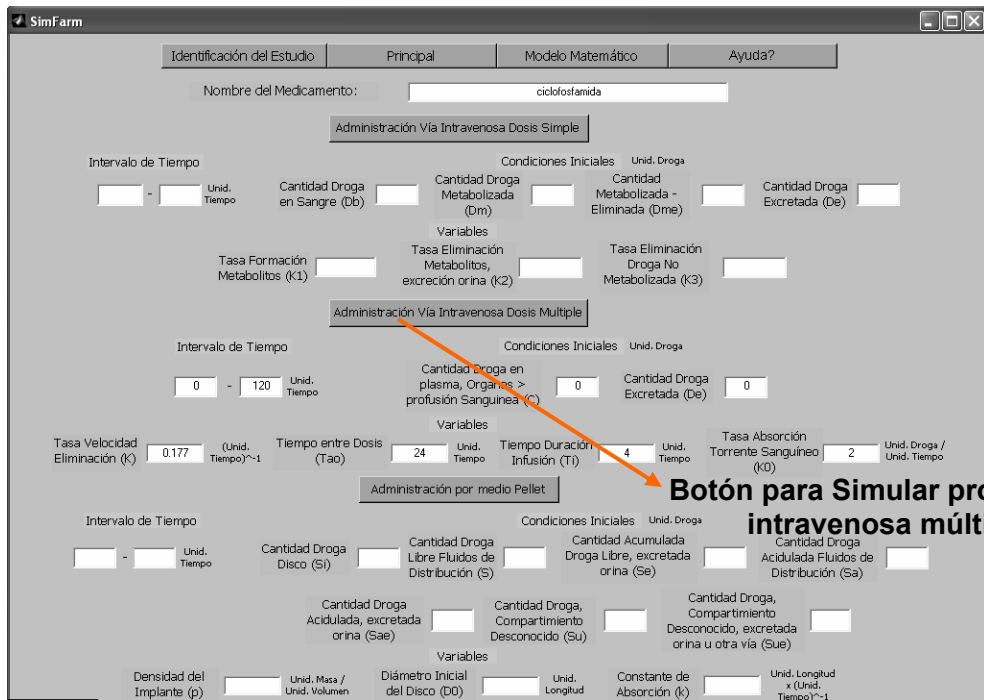 SimFarm
Identificación del Estudio Principal Modelo Matemático Ayuda?
Nombre del Medicamento: ciclofosfamida
Administración Vía Intravenosa Dosis Simple
Intervalo de Tiempo Condiciones Iniciales Unid. Droga
- Unid. Tiempo
Cantidad Droga
en Sangre (Db)
Cantidad Droga
Metabolizada
(Dm)
Cantidad
Metabolizada -
Eliminada (Dme)
Cantidad Droga
Excretada (De)
Variables
Tasa Formación
Metabolitos (K1)
Tasa Eliminación
Metabolitos,
excreción orina (K2)
Tasa Eliminación
Droga No
Metabolizada (K3)
Administración Vía Intravenosa Dosis Multiple
Intervalo de Tiempo Condiciones Iniciales Unid. Droga
0 - 120 Unid. Tiempo
Cantidad Droga en
plasma, Organos >
profusión Sanguinea (C) 0
Cantidad Droga
Excretada (De) 0
Variables
Tasa Velocidad
Eliminación (K) 0.177 (Unid. Tiempo)^-1
Tiempo entre Dosis
(Tao) 24 Unid. Tiempo
Tiempo Duración
Infusión (Ti) 4 Unid. Tiempo
Tasa Absorción
Torrente Sanguíneo
(K0) 2 Unid. Droga / Unid. Tiempo
Botón para Simular pro
intravenosa múlti
Administración por medio Pellet
Intervalo de Tiempo Condiciones Iniciales Unid. Droga
- Unid. Tiempo
Cantidad Droga
Disco (Si)
Cantidad Droga
Libre Fluidos de
Distribución (S)
Cantidad Acumulada
Droga Libre, excretada
orina (Se)
Cantidad Droga
Acidulada Fluidos de
Distribución (Sa)
Cantidad Droga
Acidulada, excretada
orina (Sae)
Cantidad Droga,
Compartimiento
Desconocido (Su)
Cantidad Droga,
Compartimiento
Desconocido, excretada
orina u otra vía (Sue)
Variables
Densidad del
Implante (p) Unid. Masa / Unid. Volumen
Diámetro Inicial
del Disco (D0) Unid. Longitud
Constante de
Absorción (k) Unid. Longitud x (Unid. Tiempo)^-1